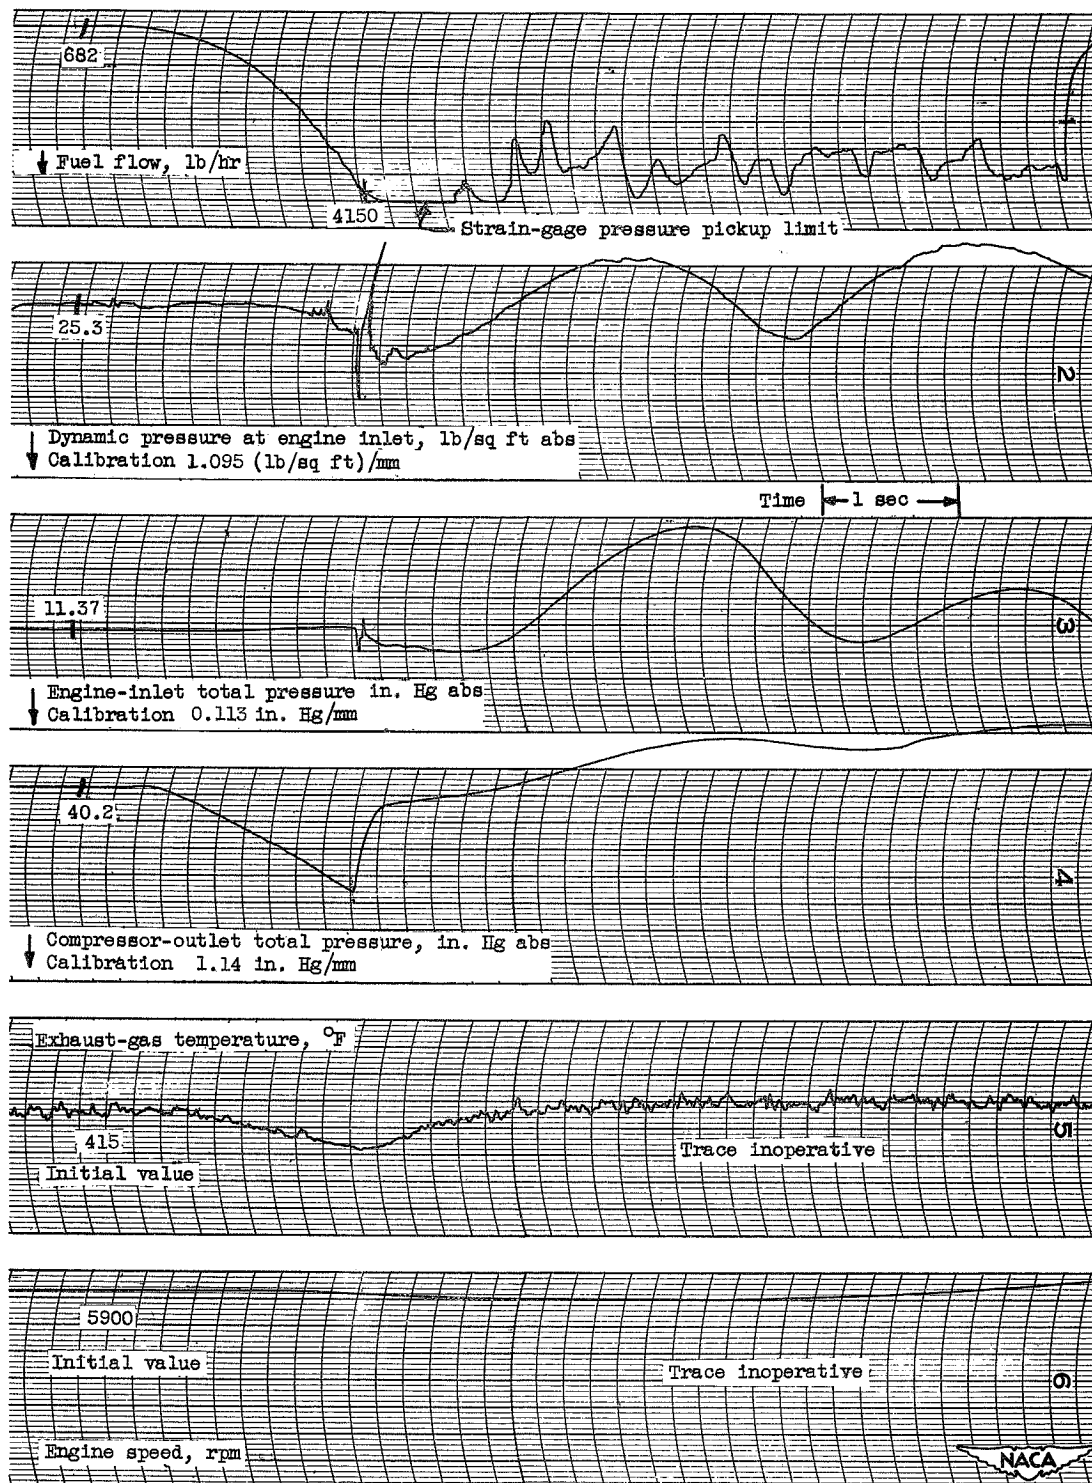 682
1
↓ Fuel flow, lb/hr
4150
Strain-gage pressure pickup limit
25.3
2
↓ Dynamic pressure at engine inlet, lb/sq ft abs
Calibration 1.095 (lb/sq ft)/mm
Time 1 sec
11.37
3
↓ Engine-inlet total pressure in. Hg abs
Calibration 0.113 in. Hg/mm
40.2
4
↓ Compressor-outlet total pressure, in. Hg abs
Calibration 1.14 in. Hg/mm
Exhaust-gas temperature, °F
415
5
Trace inoperative
Initial value
5900
Initial value
Trace inoperative
6
Engine speed, rpm
NACA